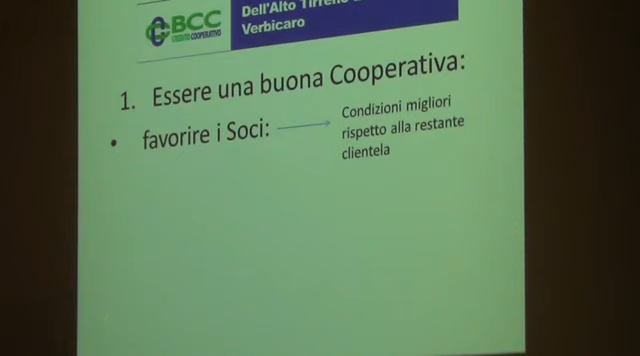 BCC
CREDITO COOPERATIVO
Dell'Alto Tirreno
Verbicaro
1. Essere una buona Cooperativa:
• favorire i Soci:
Condizioni migliori
rispetto alla restante
clientela